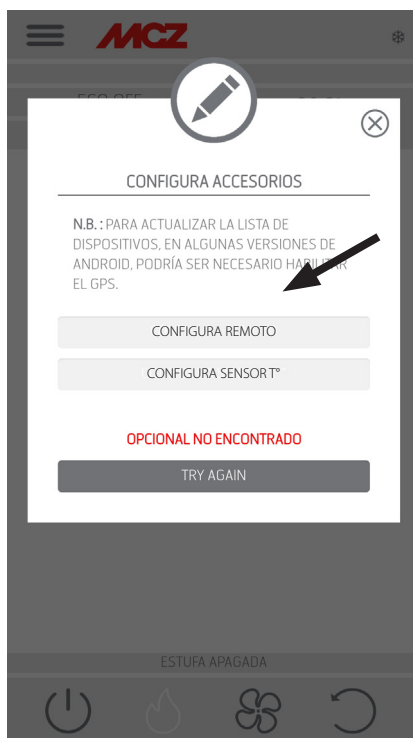 MCZ
CONFIGURA ACCESORIOS
N.B. : PARA ACTUALIZAR LA LISTA DE
DISPOSITIVOS, EN ALGUNAS VERSIONES DE
ANDROID, PODRÍA SER NECESARIO HABILITAR
EL GPS.
CONFIGURA REMOTO
CONFIGURA SENSOR T°
OPCIONAL NO ENCONTRADO
TRY AGAIN
ESTUFA APAGADA